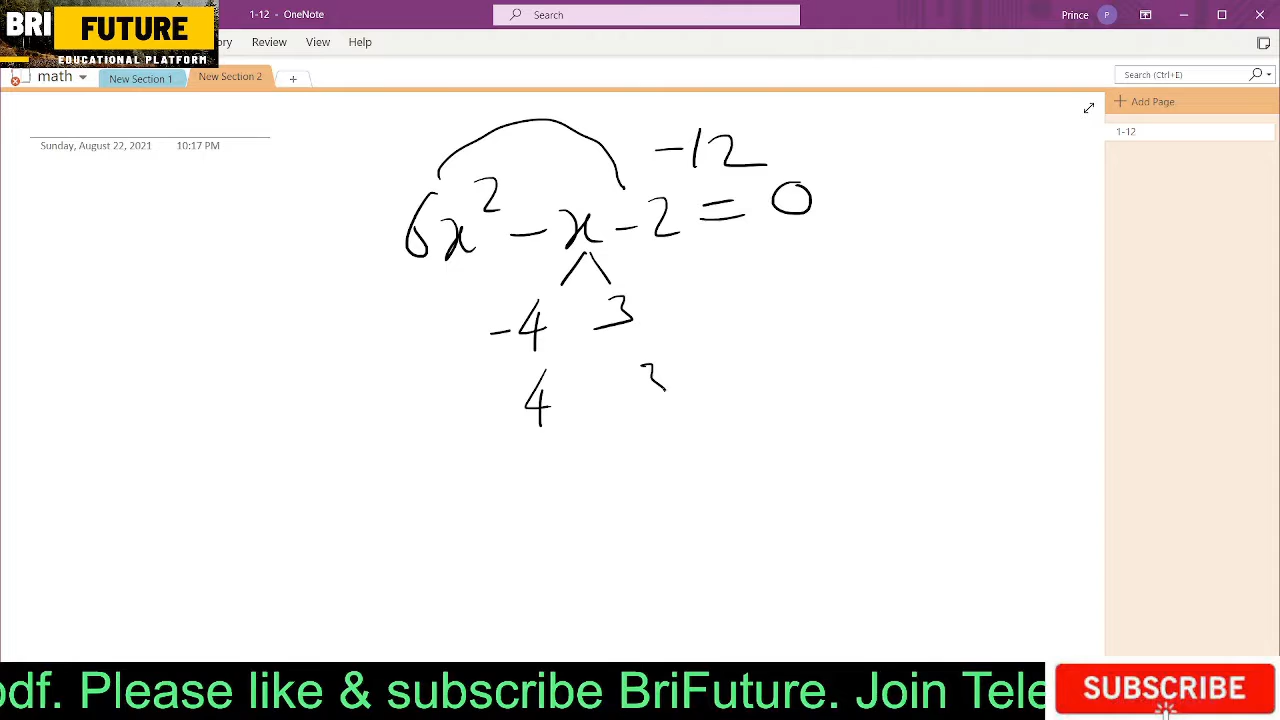 BRI FUTURE
EDUCATIONAL PLATFORM
1-12 - OneNote
Search
Prince P
Review View Help
math New Section 1 New Section 2 +
Search (Ctrl+E)
+ Add Page
1-12
Sunday, August 22, 2021 10:17 PM
-12
6x² - x - 2 = 0
-4 3
4
odf. Please like & subscribe BriFuture. Join Tele
SUBSCRIBE